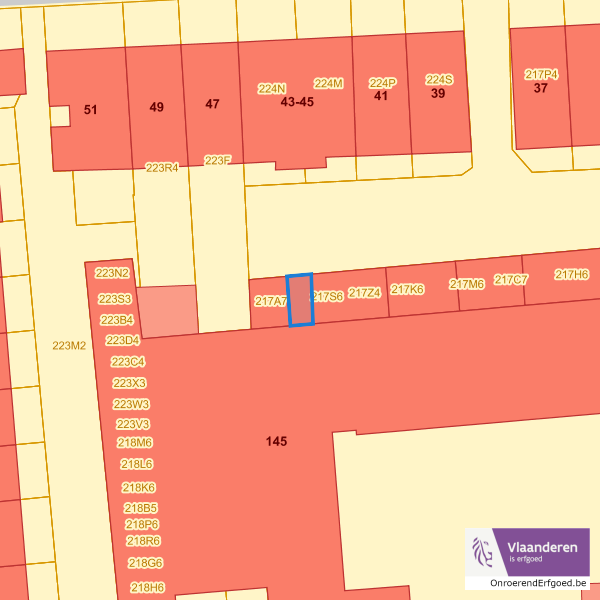 51
49
47
224N
224M
43-45
224P
41
224S
39
217P4
37
223R4
223F
223N2
223S3
223B4
223D4
223M2
223C4
223X3
223W3
223V3
218M6
218L6
218K6
218B5
218P6
218R6
218G6
218H6
217A7
217S6
217Z4
217K6
217M6
217C7
217H6
145
Vlaanderen
is erfgoed
OnroerendErfgoed.be